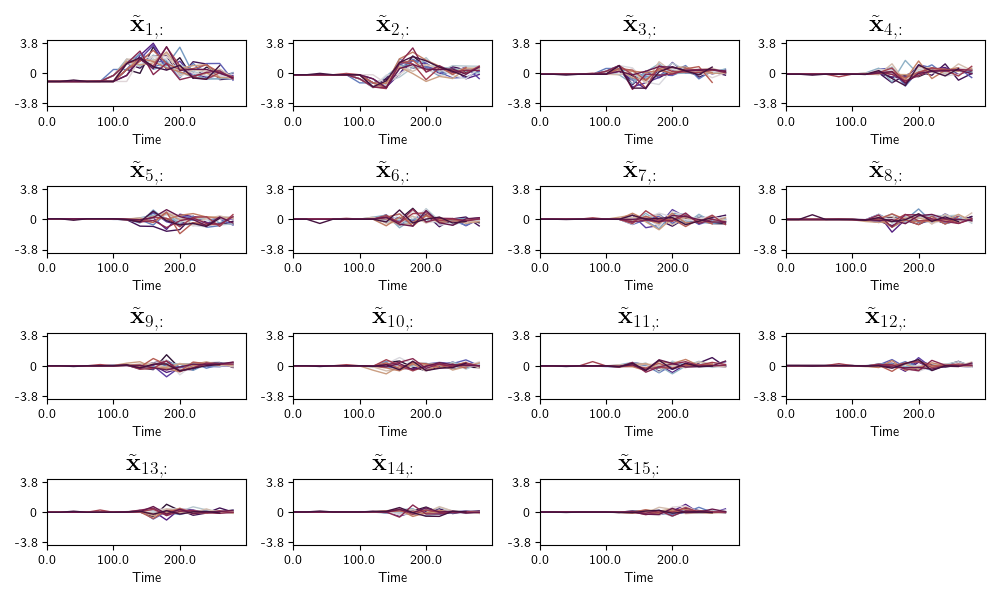 x̃₁,: x̃₂,: x̃₃,: x̃₄,:
3.8 3.8 3.8 3.8
0 0 0 0
-3.8 -3.8 -3.8 -3.8
0.0 100.0 200.0 0.0 100.0 200.0 0.0 100.0 200.0 0.0 100.0 200.0
Time Time Time Time
x̃₅,: x̃₆,: x̃₇,: x̃₈,:
3.8 3.8 3.8 3.8
0 0 0 0
-3.8 -3.8 -3.8 -3.8
0.0 100.0 200.0 0.0 100.0 200.0 0.0 100.0 200.0 0.0 100.0 200.0
Time Time Time Time
x̃₉,: x̃₁₀,: x̃₁₁,: x̃₁₂,:
3.8 3.8 3.8 3.8
0 0 0 0
-3.8 -3.8 -3.8 -3.8
0.0 100.0 200.0 0.0 100.0 200.0 0.0 100.0 200.0 0.0 100.0 200.0
Time Time Time Time
x̃₁₃,: x̃₁₄,: x̃₁₅,:
3.8 3.8 3.8
0 0 0
-3.8 -3.8 -3.8
0.0 100.0 200.0 0.0 100.0 200.0 0.0 100.0 200.0
Time Time Time